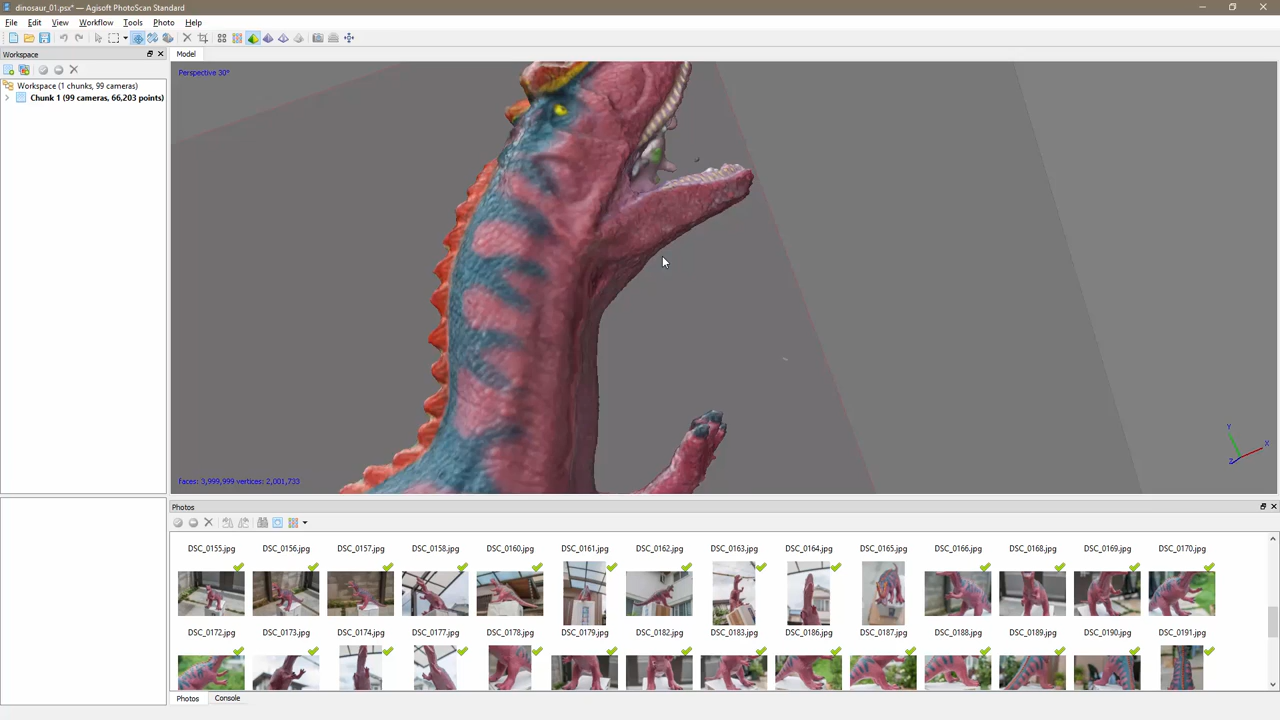 dinosaur_01.psx* — Agisoft PhotoScan Standard
File Edit View Workflow Tools Photo Help
Workspace
Model
Workspace (1 chunks, 99 cameras)
Chunk 1 (99 cameras, 66,203 points)
Perspective 30°
Y
X
Z
faces: 3,999,999 vertices: 2,001,733
Photos
DSC_0155.jpg DSC_0156.jpg DSC_0157.jpg DSC_0158.jpg DSC_0160.jpg DSC_0161.jpg DSC_0162.jpg DSC_0163.jpg DSC_0164.jpg DSC_0165.jpg DSC_0166.jpg DSC_0168.jpg DSC_0169.jpg DSC_0170.jpg
DSC_0172.jpg DSC_0173.jpg DSC_0174.jpg DSC_0177.jpg DSC_0178.jpg DSC_0179.jpg DSC_0182.jpg DSC_0183.jpg DSC_0186.jpg DSC_0187.jpg DSC_0188.jpg DSC_0189.jpg DSC_0190.jpg DSC_0191.jpg
Photos Console